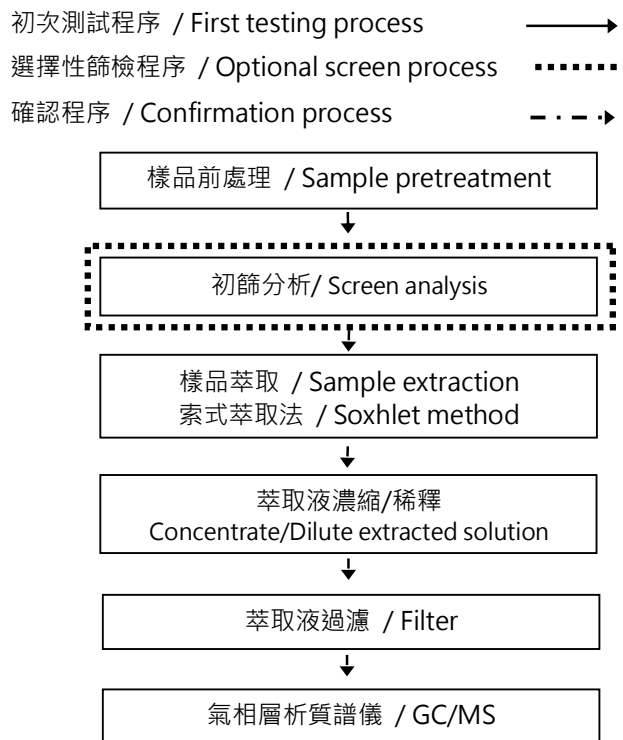 初次測試程序 / First testing process
選擇性篩檢程序 / Optional screen process
確認程序 / Confirmation process
樣品前處理 / Sample pretreatment
初篩分析/ Screen analysis
樣品萃取 / Sample extraction
索式萃取法 / Soxhlet method
萃取液濃縮/稀釋
Concentrate/Dilute extracted solution
萃取液過濾 / Filter
氣相層析質譜儀 / GC/MS